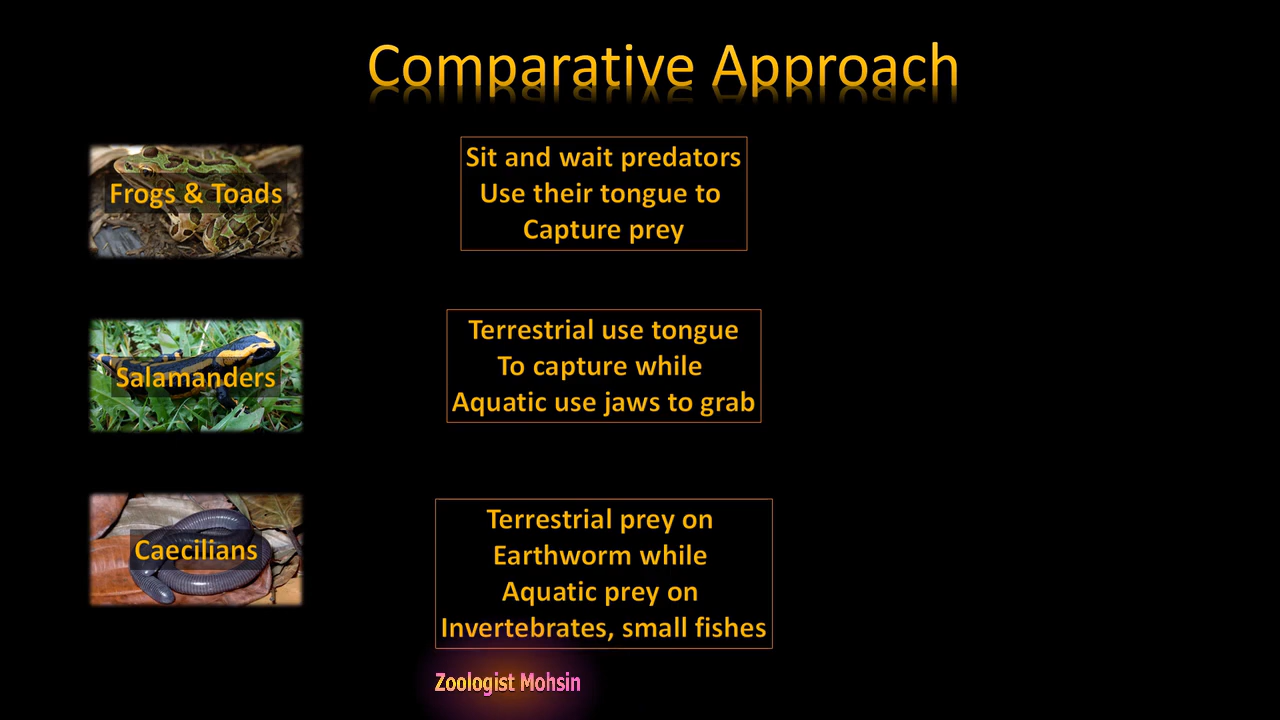 Comparative Approach
Frogs & Toads
Sit and wait predators
Use their tongue to
Capture prey
Salamanders
Terrestrial use tongue
To capture while
Aquatic use jaws to grab
Caecilians
Terrestrial prey on
Earthworm while
Aquatic prey on
Invertebrates, small fishes
Zoologist Mohsin